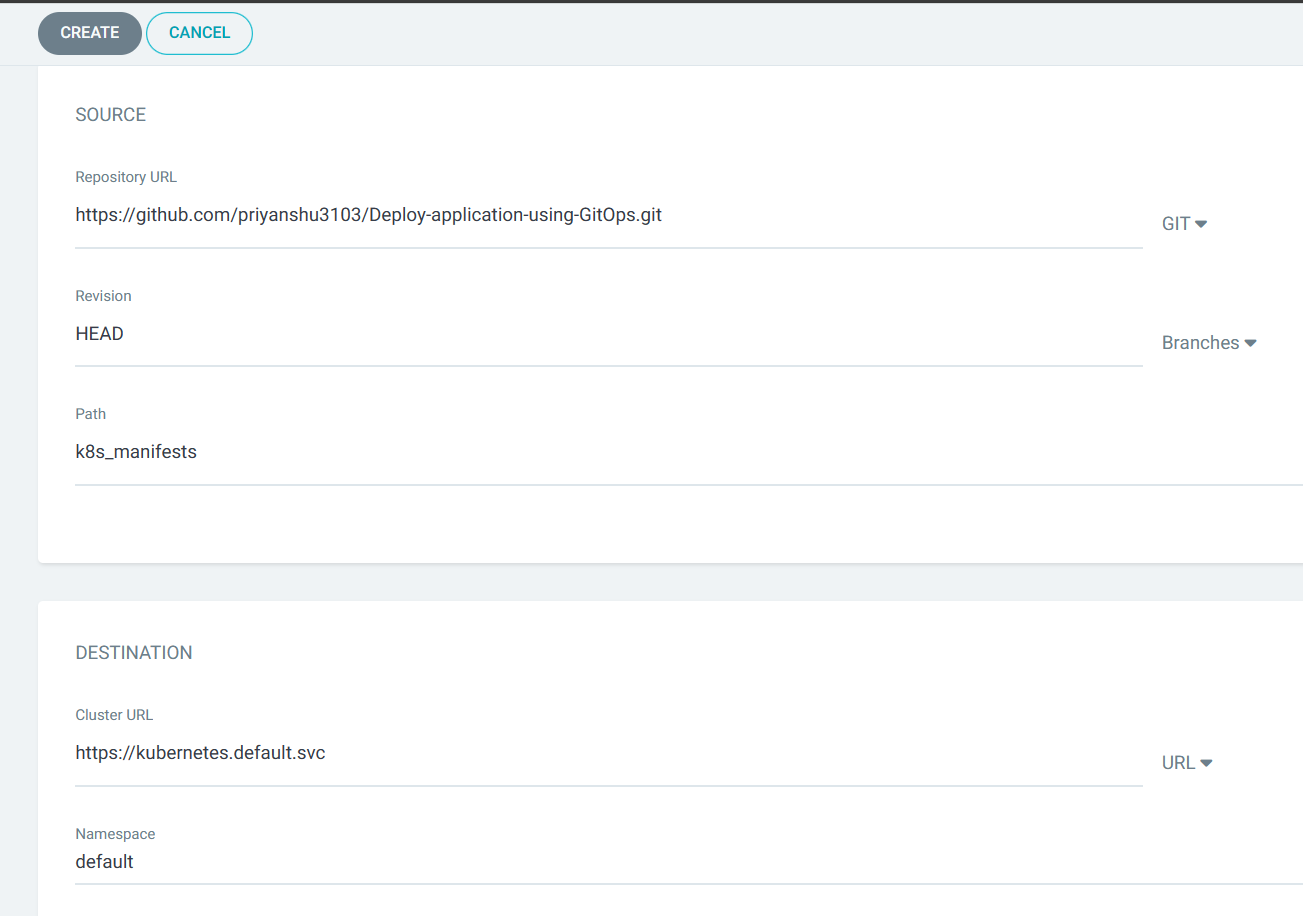 CREATE CANCEL
SOURCE
Repository URL
https://github.com/priyanshu3103/Deploy-application-using-GitOps.git
GIT
Revision
HEAD
Branches
Path
k8s_manifests
DESTINATION
Cluster URL
https://kubernetes.default.svc
URL
Namespace
default